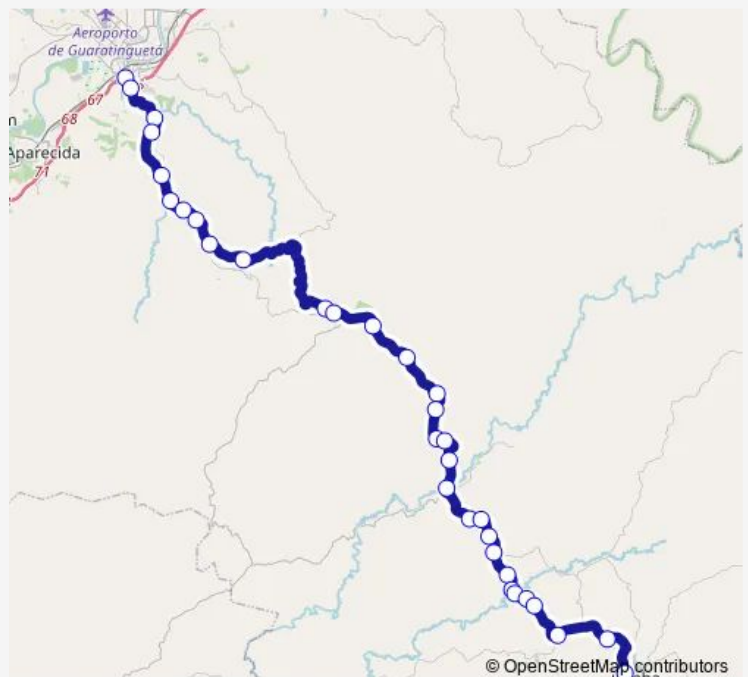 Aeroporto
de Guaratinguetá
67
68
Aparecida
71
© OpenStreetMap contributors